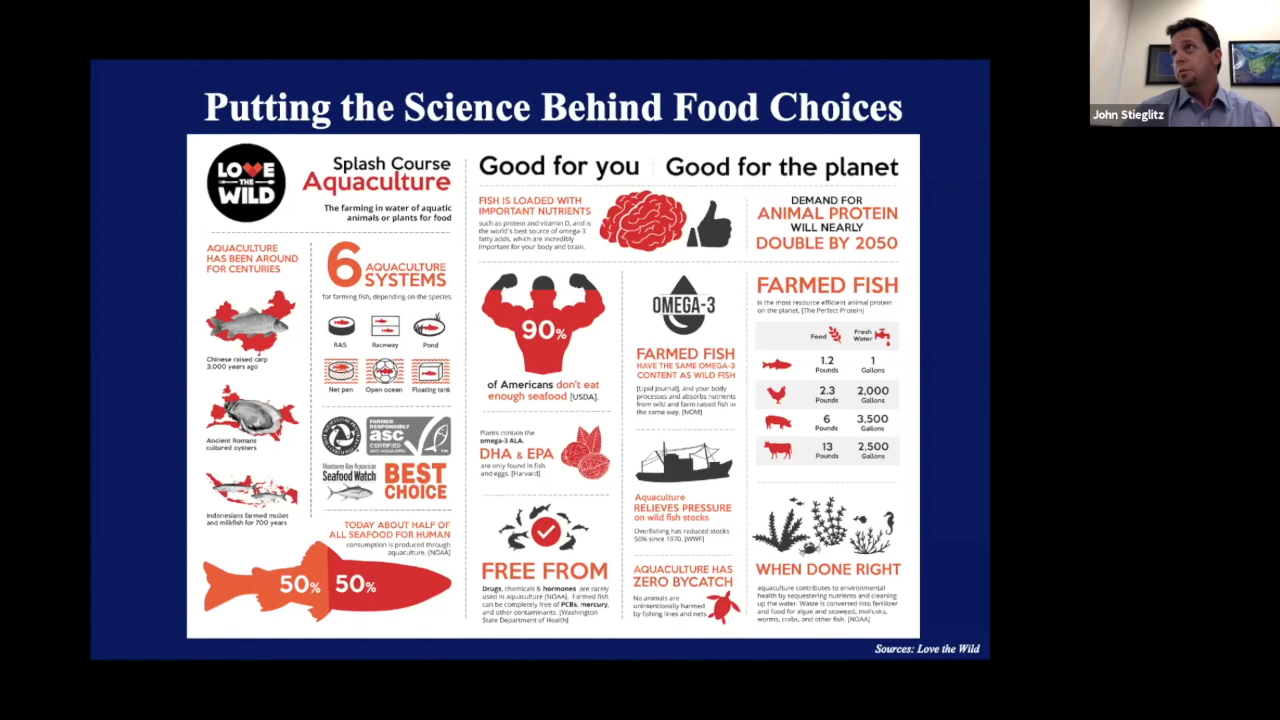 Putting the Science Behind Food Choices
LOVE
THE
WILD
Splash Course
Aquaculture
The farming in water of aquatic
animals or plants for food
AQUACULTURE
HAS BEEN AROUND
FOR CENTURIES
Chinese raised carp
3,000 years ago
Ancient Romans
cultured oysters
Indonesians farmed mullet
and milkfish for 700 years
6 AQUACULTURE
SYSTEMS
for farming fish, depending on the species.
RAS Raceway Pond
Net pen Open ocean Floating tank
FARMED
RESPONSIBLY
asc
CERTIFIED
Monterey Bay Aquarium
Seafood Watch
BEST
CHOICE
TODAY ABOUT HALF OF
ALL SEAFOOD FOR HUMAN
consumption is produced through
aquaculture. [NOAA]
50% 50%
Good for you
Good for the planet
FISH IS LOADED WITH
IMPORTANT NUTRIENTS
such as protein and vitamin D, and is
the world's best source of omega-3
fatty acids, which are incredibly
important for your body and brain.
DEMAND FOR
ANIMAL PROTEIN
WILL NEARLY
DOUBLE BY 2050
90%
of Americans don't eat
enough seafood [USDA].
Plants contain the
omega-3 ALA.
DHA & EPA
are only found in fish
and eggs. [Harvard]
FREE FROM
Drugs, chemicals & hormones are rarely
used in aquaculture [NOAA]. Farmed fish
can be completely free of PCBs, mercury,
and other contaminants. [Washington
State Department of Health]
OMEGA-3
FARMED FISH
HAVE THE SAME OMEGA-3
CONTENT AS WILD FISH
[Lipid Journal], and your body
processes and absorbs nutrients
from wild and farm raised fish in
the same way. [NOM]
Aquaculture
RELIEVES PRESSURE
on wild fish stocks
Overfishing has reduced stocks
50% since 1970. [WWF]
AQUACULTURE HAS
ZERO BYCATCH
No animals are
unintentionally harmed
by fishing lines and nets.
FARMED FISH
is the most resource efficient animal protein
on the planet. [The Perfect Protein]
Feed Fresh
Water
1.2
Pounds 1
Gallons
2.3
Pounds 2,000
Gallons
6
Pounds 3,500
Gallons
13
Pounds 2,500
Gallons
WHEN DONE RIGHT
aquaculture contributes to environmental
health by sequestering nutrients and cleaning
up the water. Waste is converted into fertilizer
and food for algae and seaweed, mollusks,
worms, crabs, and other fish. [NOAA]
Sources: Love the Wild
John Stieglitz